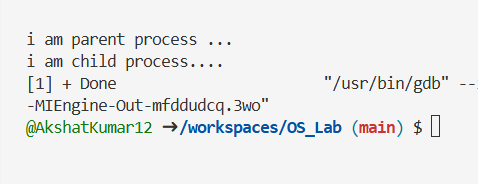 i am parent process ...
i am child process....
[1] + Done "/usr/bin/gdb" --
-MIEngine-Out-mfddudcq.3wo"
@AkshatKumar12 ➜/workspaces/OS_Lab (main) $